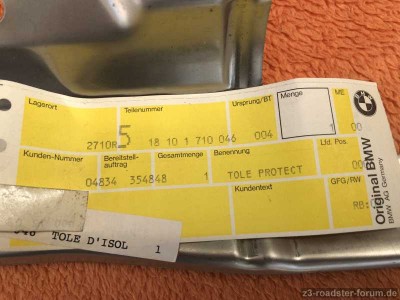 Lagerort Teilenummer Ursprung/BT Menge ME
2710R 5 18 10 1 710 046 004 1 00
Kunden-Nummer Bereitstell-auftrag Gesamtmenge Benennung Lfd. Pos.
04834 354848 1 TOLE PROTECT 00
Kundentext GFG/RW
RB
Original BMW
BMW AG Germany
TOLE D'ISOL 1
z3-roadster-forum.de